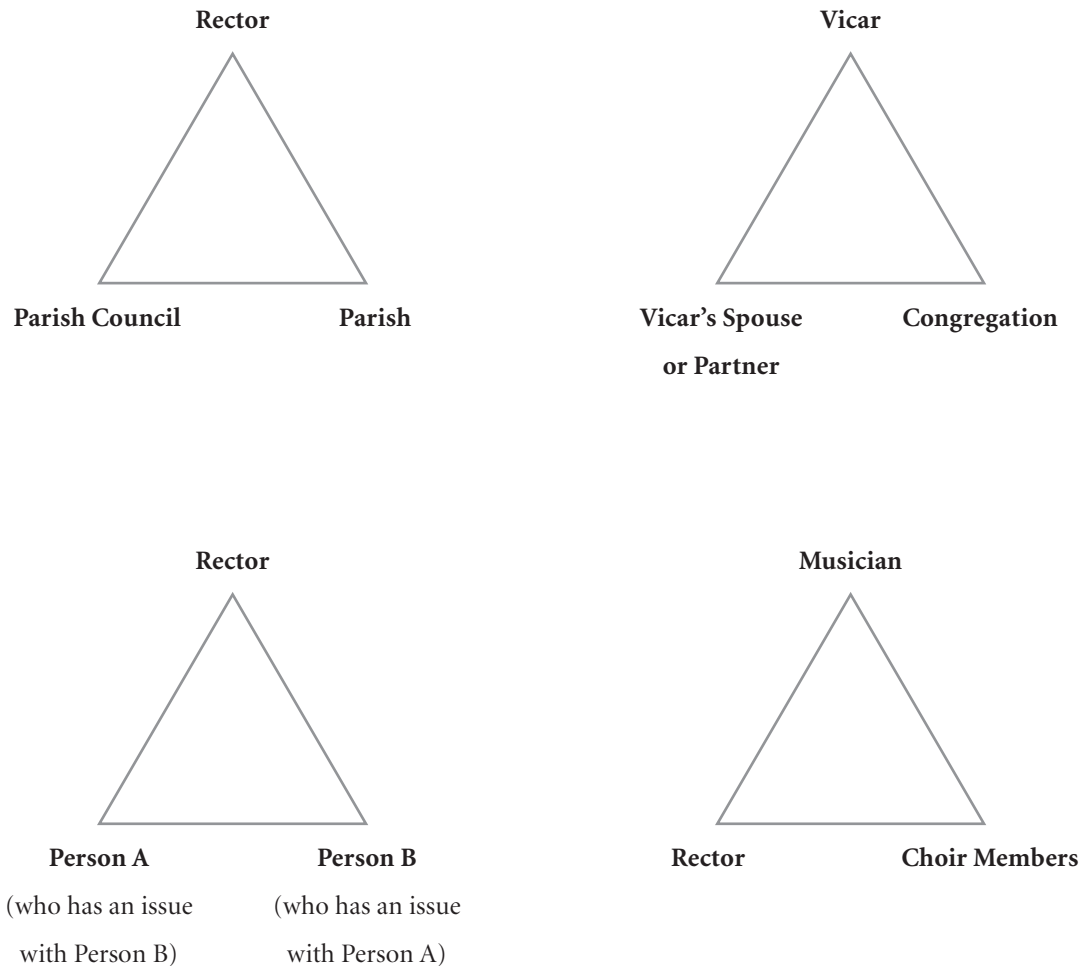 Rector
Parish Council
Parish
Vicar
Vicar's Spouse
or Partner
Congregation
Rector
Person A
(who has an issue
with Person B)
Person B
(who has an issue
with Person A)
Musician
Rector
Choir Members